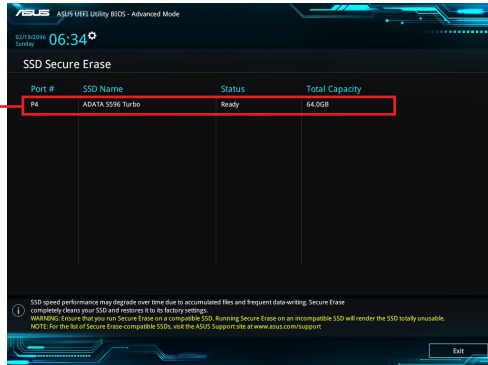 ASUS UEFI Utility BIOS - Advanced Mode
02/19/2096
Sunday
06:34
SSD Secure Erase
Port # SSD Name Status Total Capacity
P4 ADATA S596 Turbo Ready 64.0GB
SSD speed performance may degrade over time due to accumulated files and frequent data-writing. Secure Erase
completely cleans your SSD and restores it to its factory settings.
WARNING: Ensure that you run Secure Erase on a compatible SSD. Running Secure Erase on an incompatible SSD will render the SSD totally unusable.
NOTE: For the list of Secure Erase-compatible SSDs, visit the ASUS Support site at www.asus.com/support
Exit